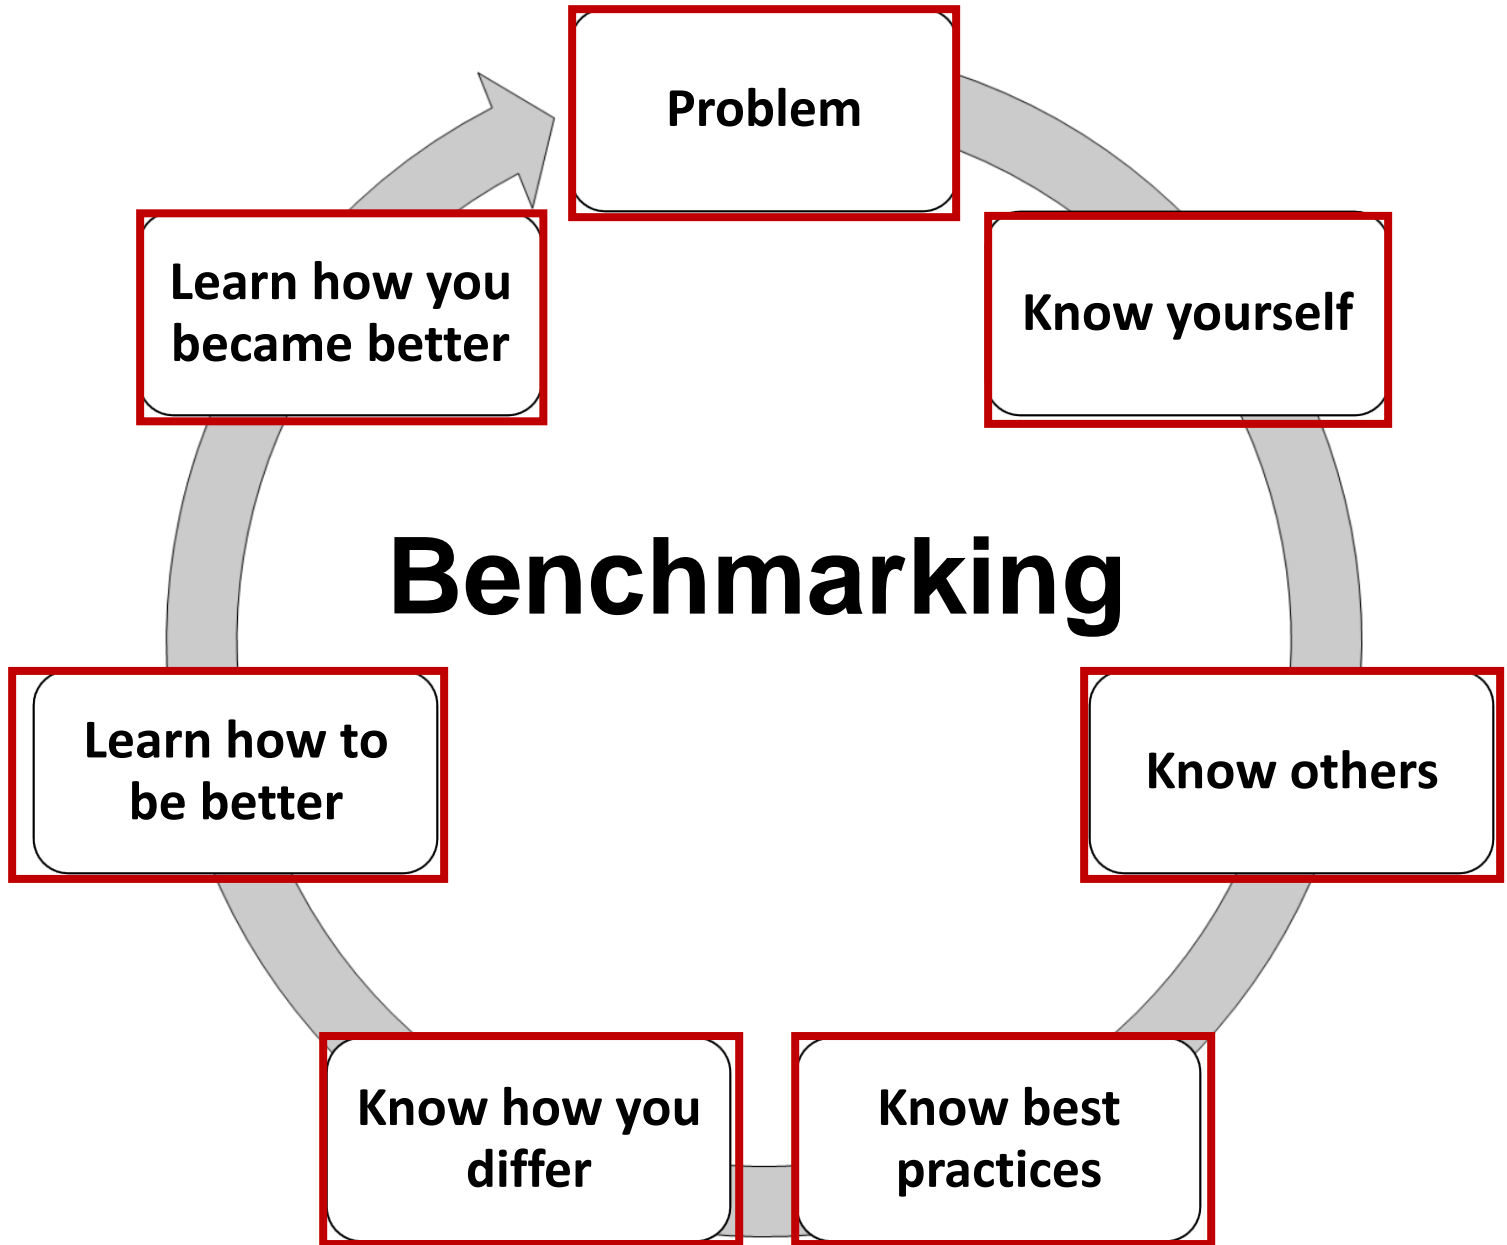 Problem
Know yourself
Know others
Know best
practices
Know how you
differ
Learn how to
be better
Learn how you
became better
Benchmarking